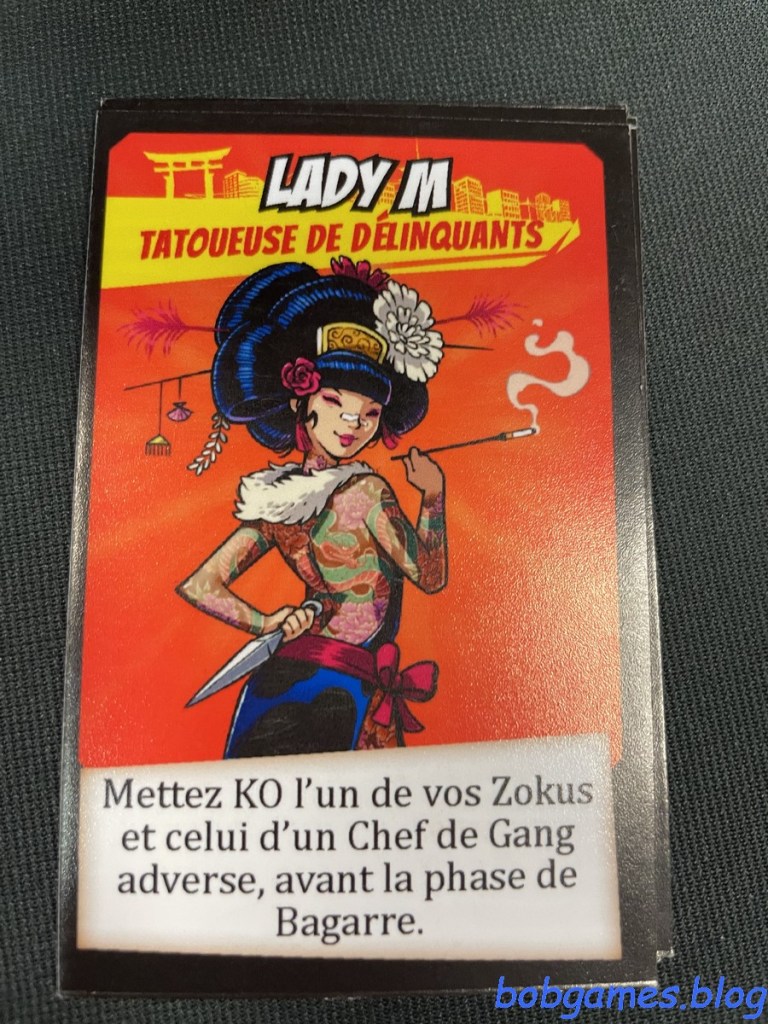 LADY M
TATOUEUSE DE DÉLINQUANTS
Mettez KO l'un de vos Zokus
et celui d'un Chef de Gang
adverse, avant la phase de
Bagarre.
bobgames.blog